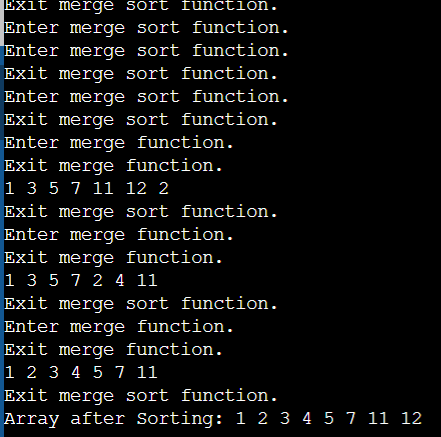 Exit merge sort function.
Enter merge sort function.
Enter merge sort function.
Exit merge sort function.
Enter merge sort function.
Exit merge sort function.
Enter merge function.
Exit merge function.
1 3 5 7 11 12 2
Exit merge sort function.
Enter merge function.
Exit merge function.
1 3 5 7 2 4 11
Exit merge sort function.
Enter merge function.
Exit merge function.
1 2 3 4 5 7 11
Exit merge sort function.
Array after Sorting: 1 2 3 4 5 7 11 12